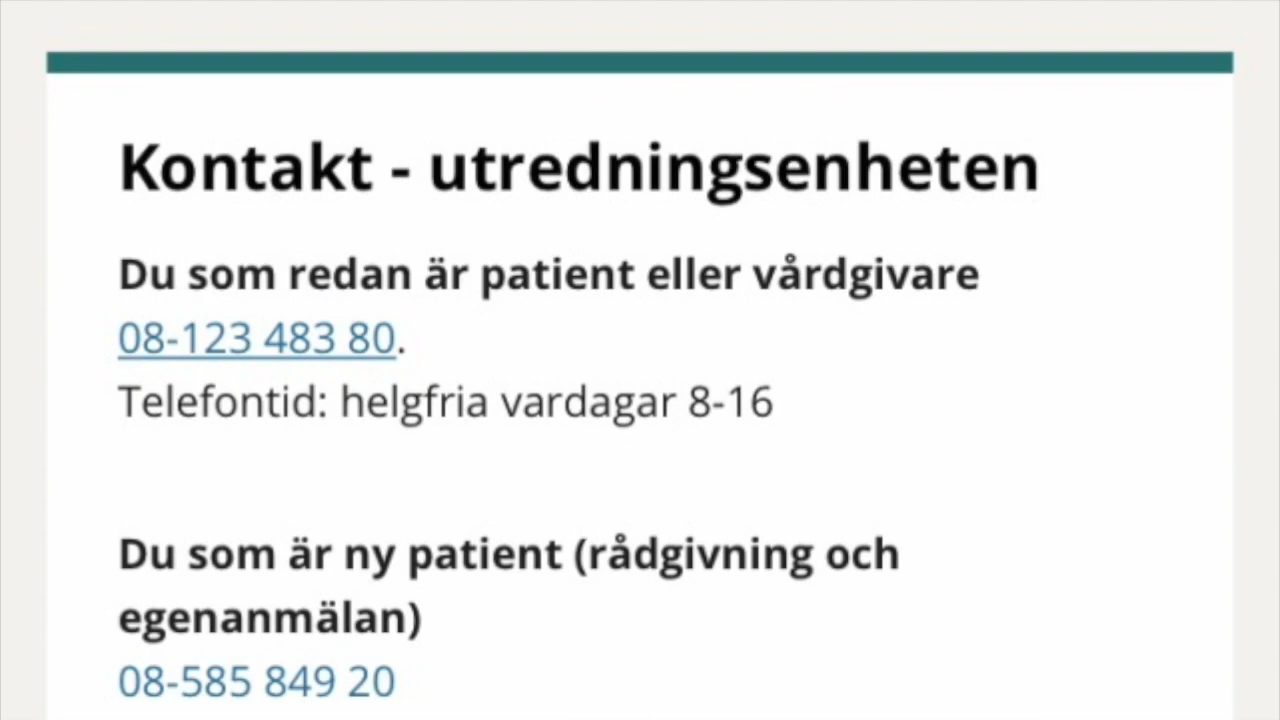 Kontakt - utredningsenheten
Du som redan är patient eller vårdgivare
08-123 483 80.
Telefontid: helgfria vardagar 8-16
Du som är ny patient (rådgivning och
egenanmälan)
08-585 849 20